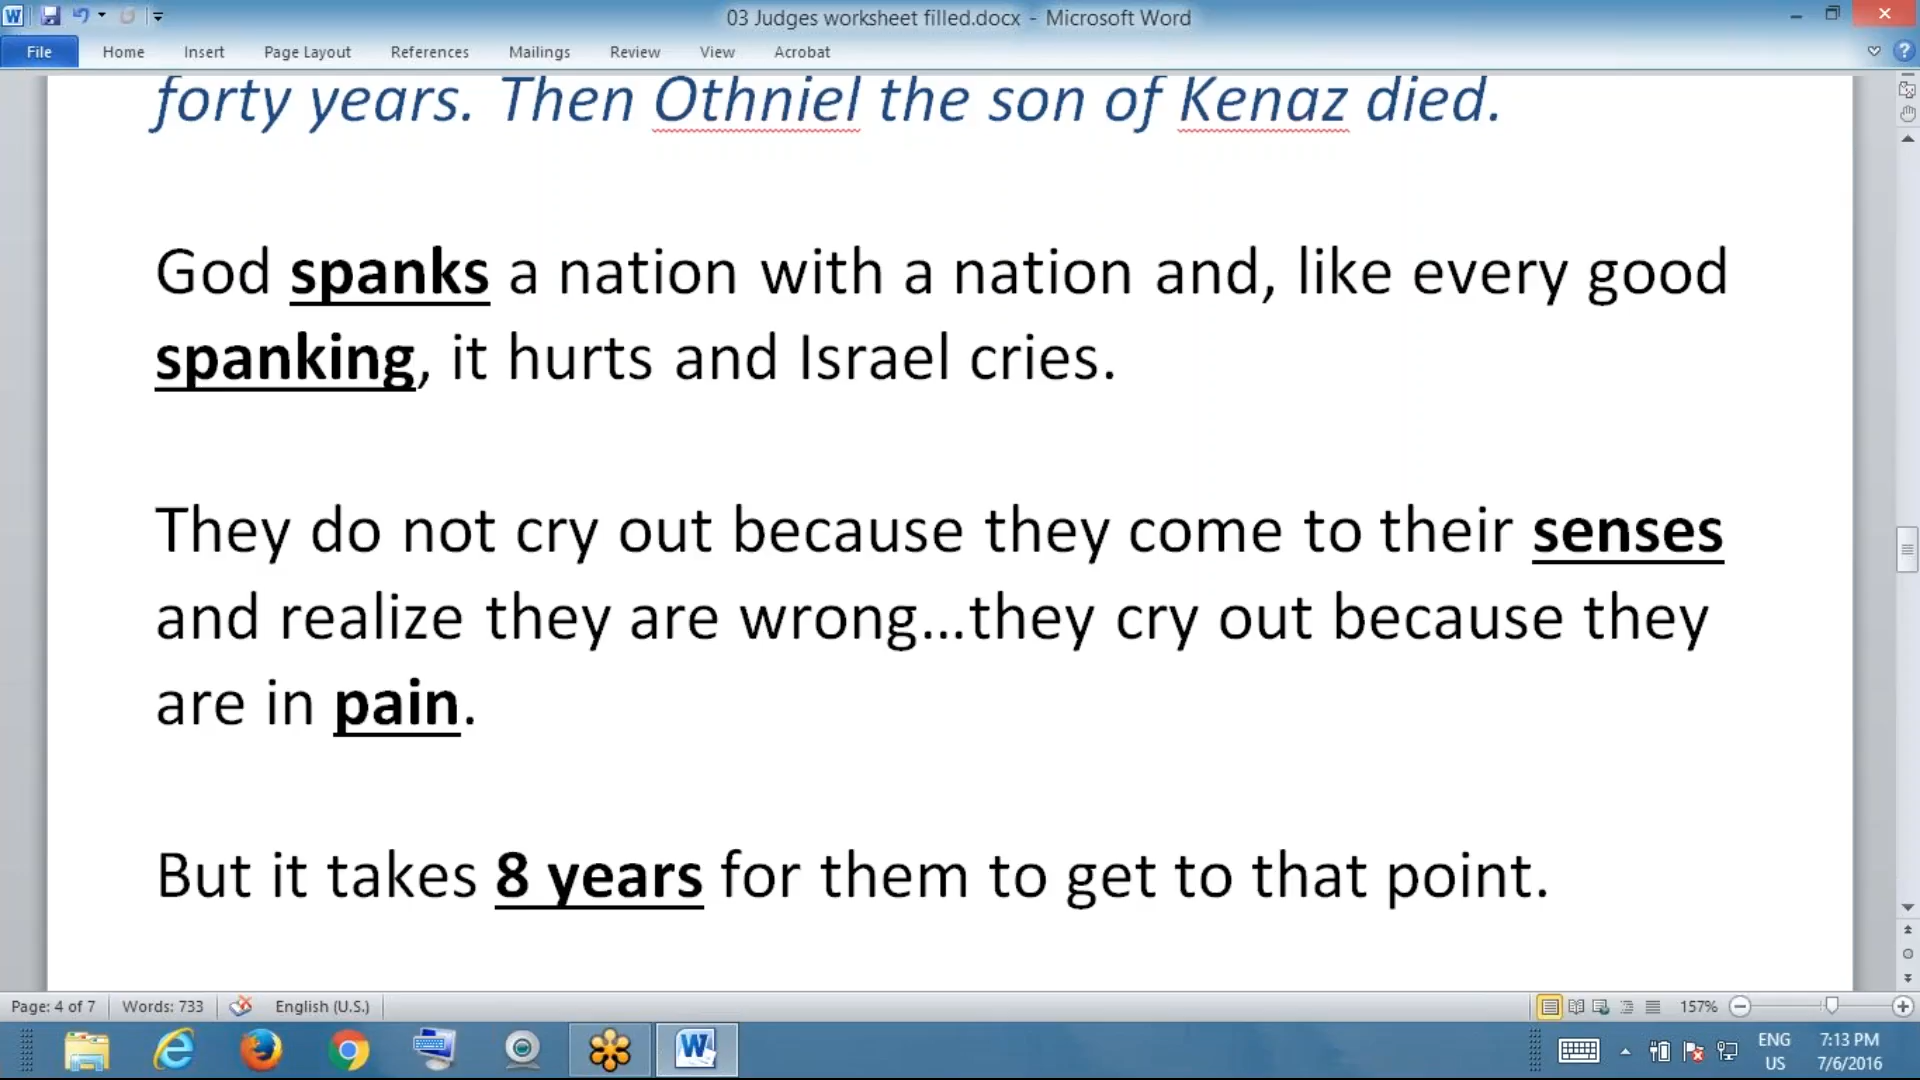 03 Judges worksheet filled.docx - Microsoft Word
File Home Insert Page Layout References Mailings Review View Acrobat
forty years. Then Othniel the son of Kenaz died.
God spanks a nation with a nation and, like every good
spanking, it hurts and Israel cries.
They do not cry out because they come to their senses
and realize they are wrong...they cry out because they
are in pain.
But it takes 8 years for them to get to that point.
Page: 4 of 7 Words: 733 English (U.S.) 157%
ENG 7:13 PM
US 7/6/2016